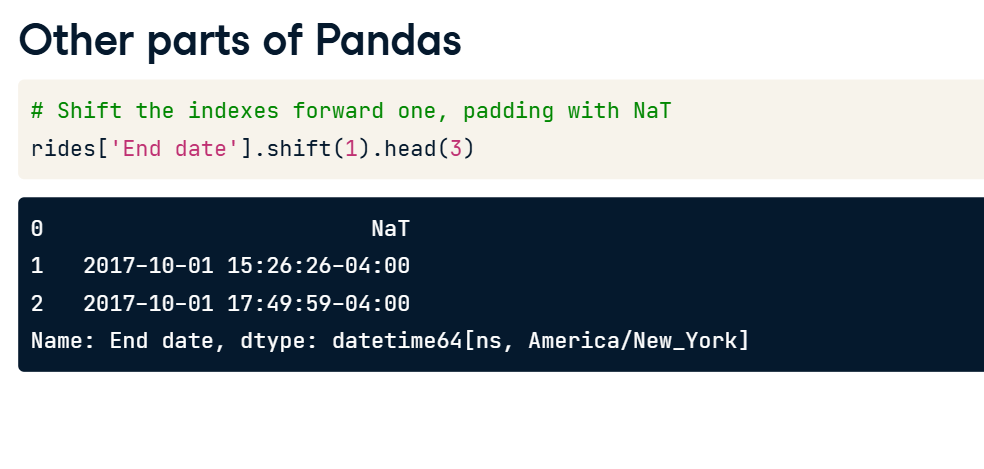 Other parts of Pandas
# Shift the indexes forward one, padding with NaT
rides['End date'].shift(1).head(3)
0                         NaT
1   2017-10-01 15:26:26-04:00
2   2017-10-01 17:49:59-04:00
Name: End date, dtype: datetime64[ns, America/New_York]